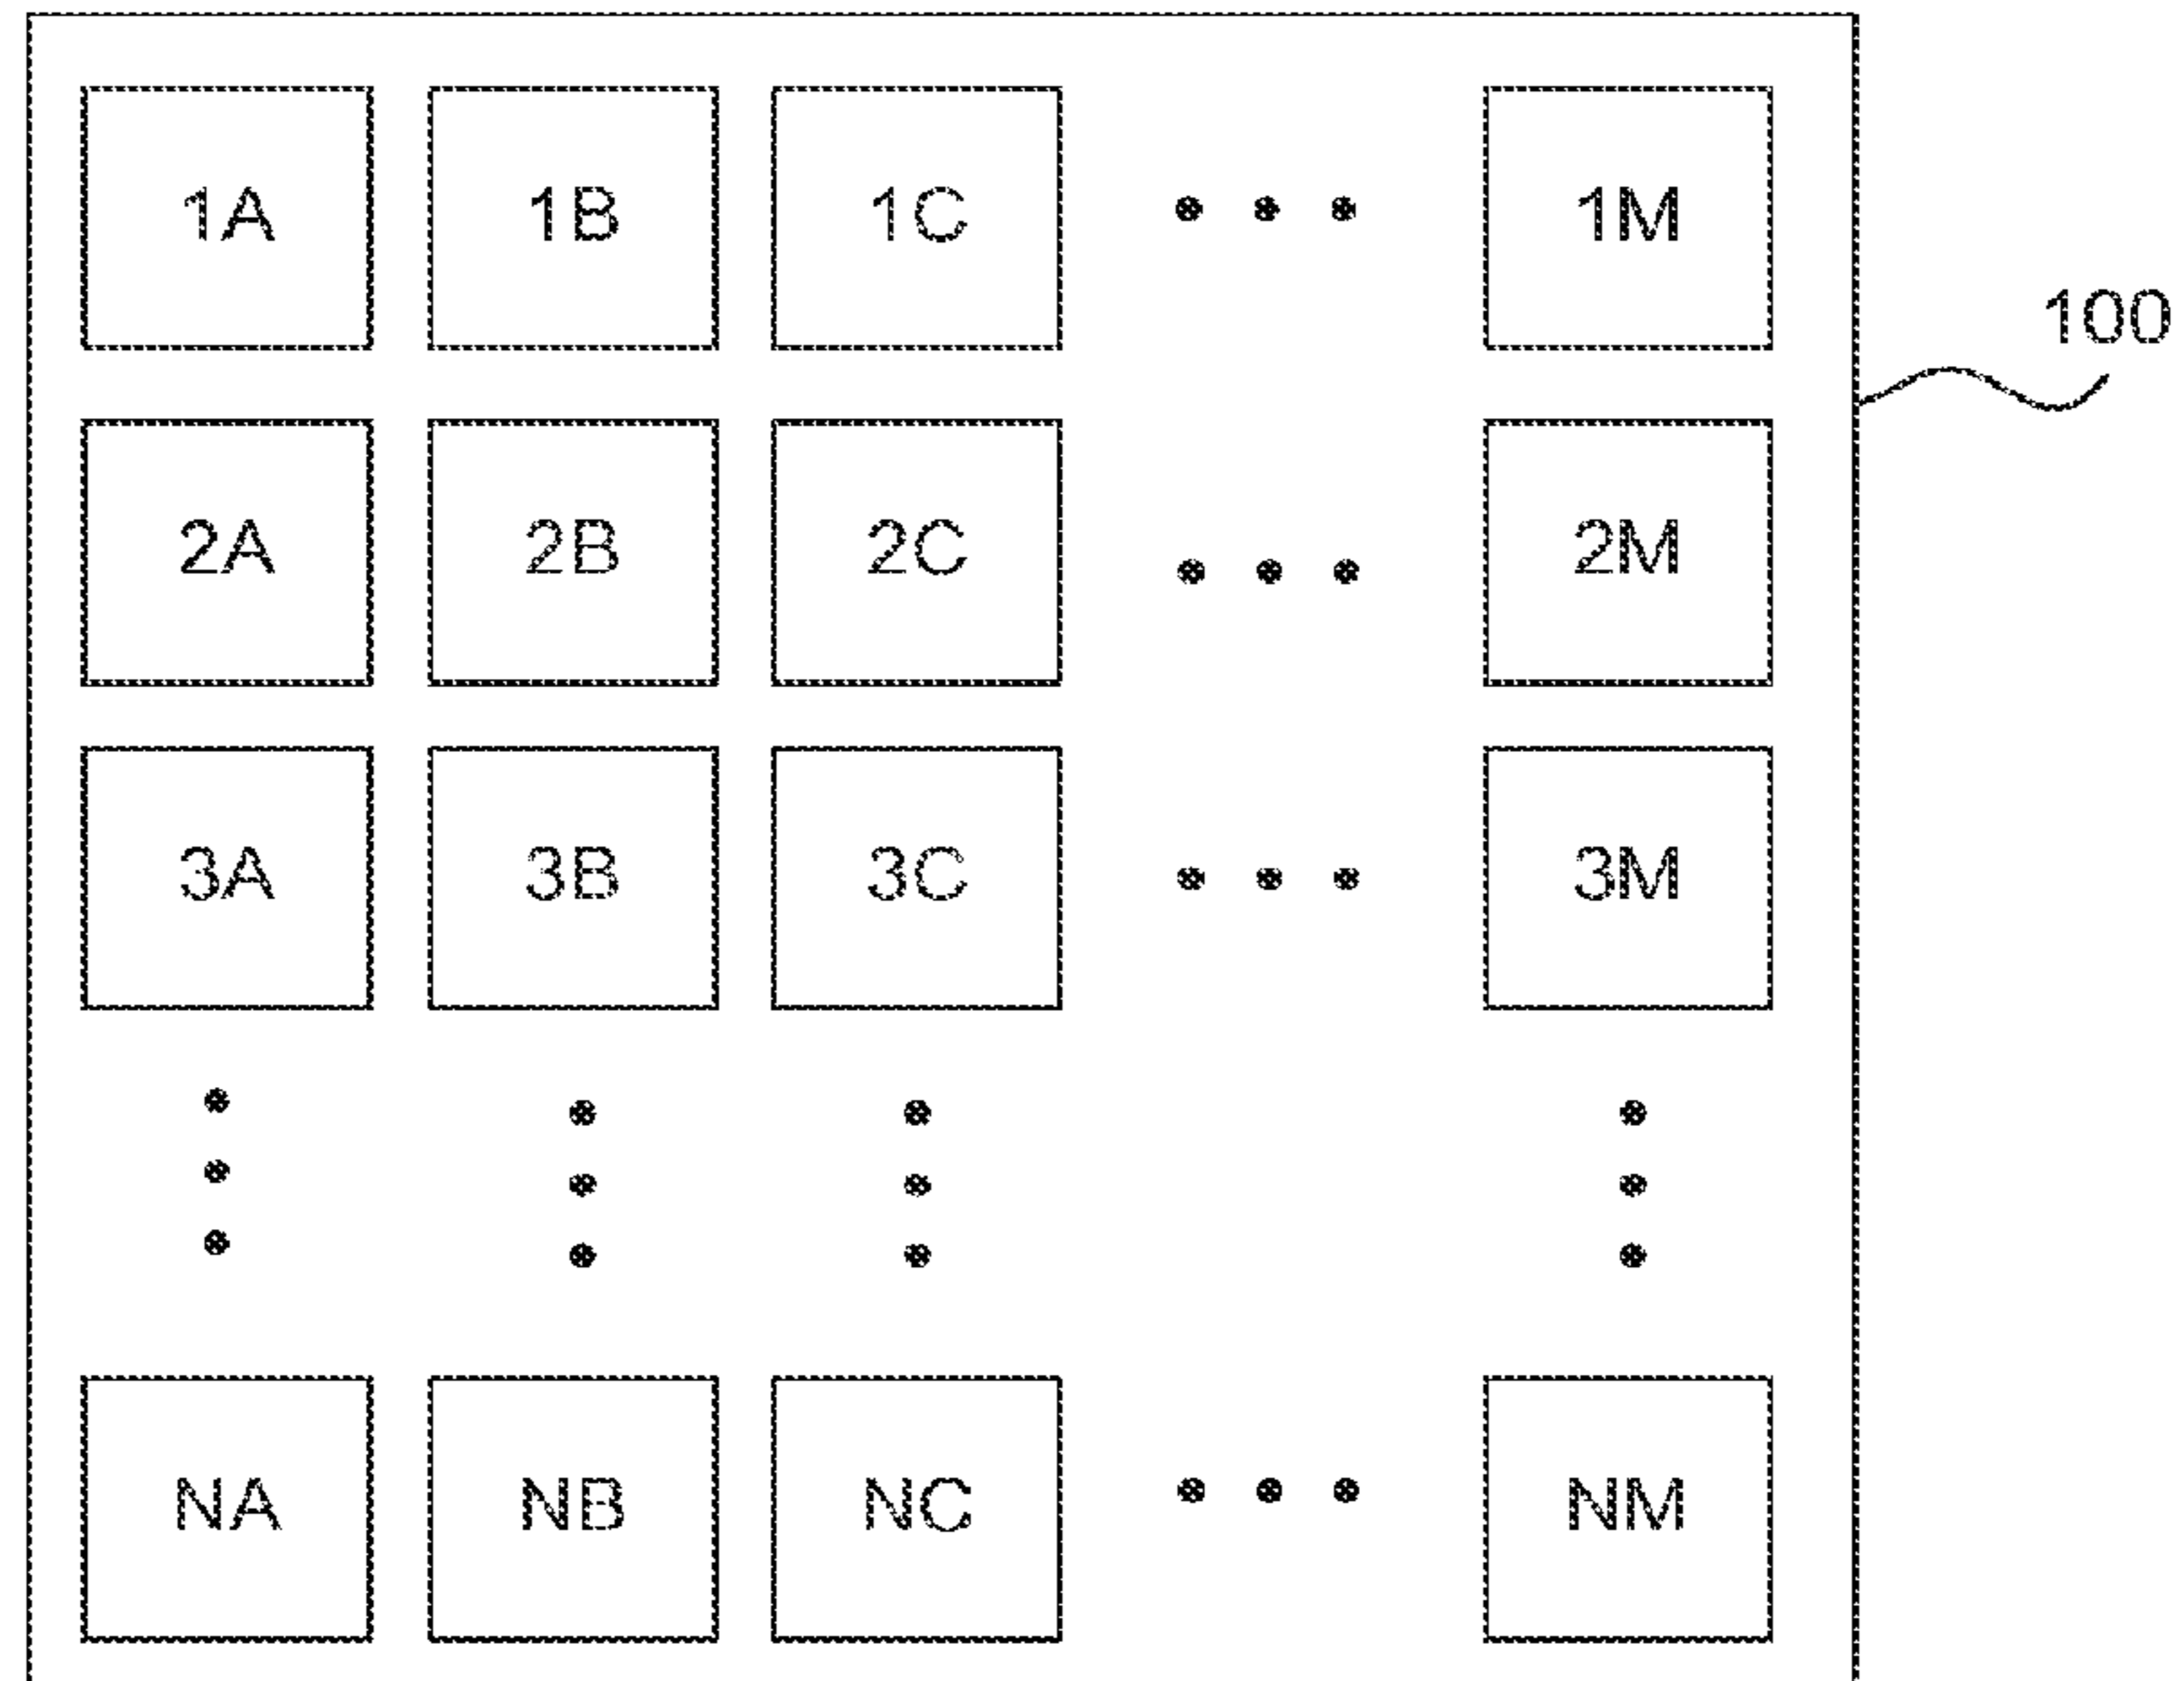 1A 1B 1C • • • 1M
100
2A 2B 2C • • • 2M
3A 3B 3C • • • 3M
NA NB NC • • • NM